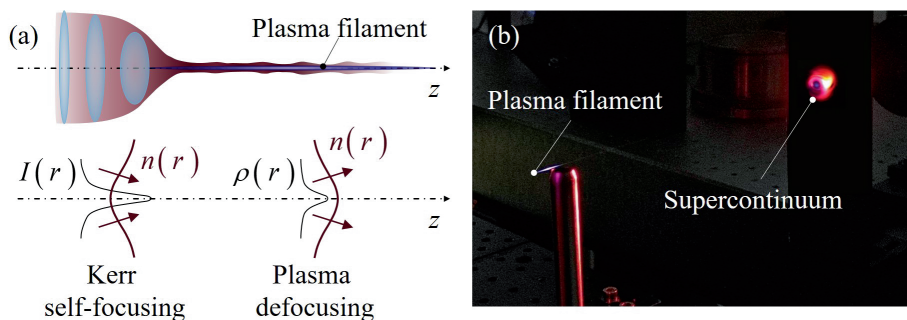 (a)
Plasma filament
z
I(r)
n(r)
ρ(r)
n(r)
z
Kerr
self-focusing
Plasma
defocusing
(b)
Plasma filament
Supercontinuum